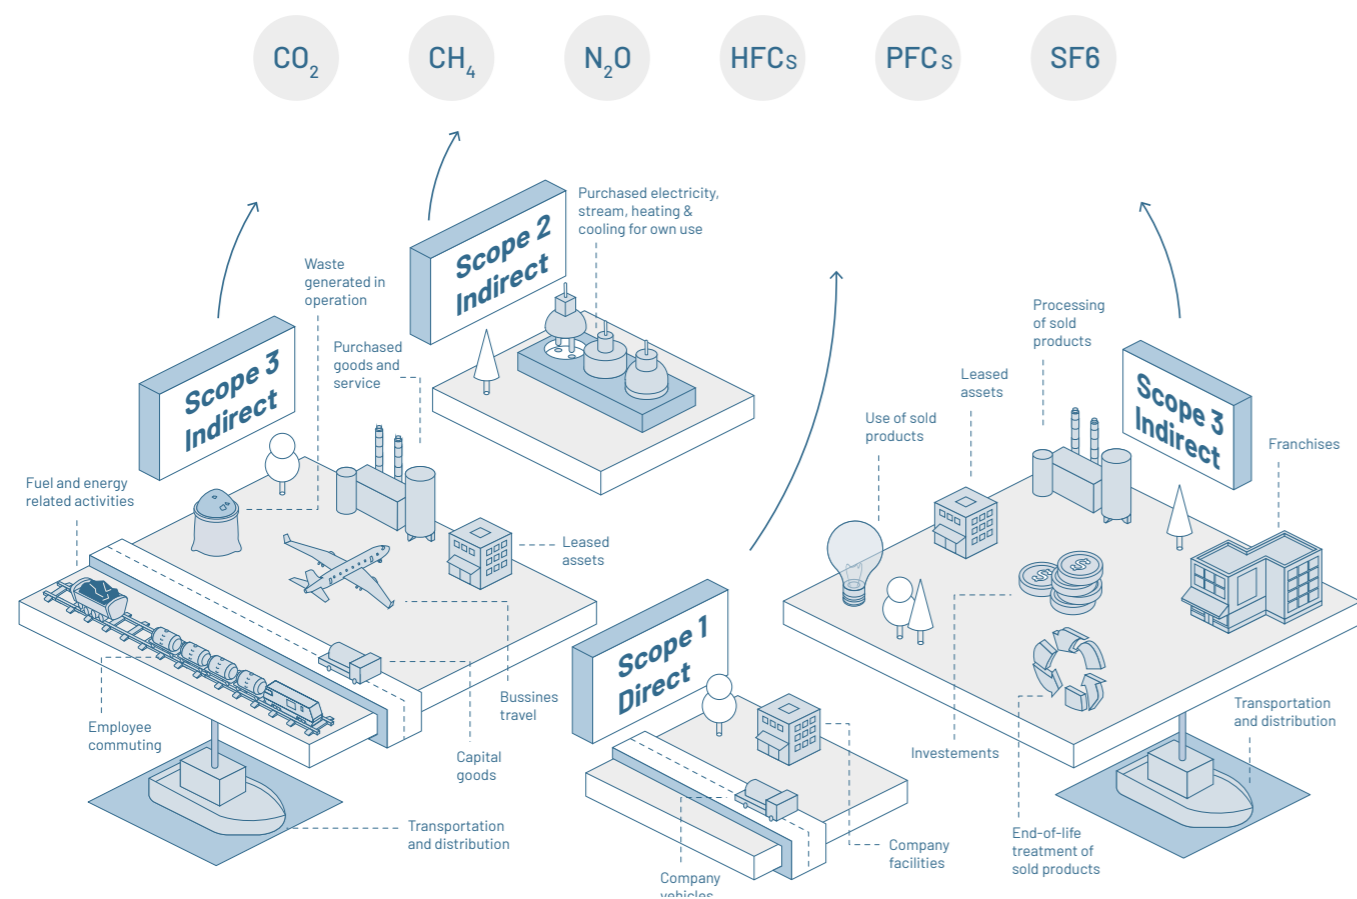 CO2
CH4
N2O
HFCs
PFCs
SF6
Scope 2
Indirect
Purchased electricity,
stream, heating &
cooling for own use
Scope 3
Indirect
Waste
generated in
operation
Purchased
goods and
service
Fuel and energy
related activities
Leased
assets
Bussines
travel
Capital
goods
Employee
commuting
Transportation
and distribution
Scope 1
Direct
Company
facilities
Company
vehicles
Scope 3
Indirect
Processing
of sold
products
Leased
assets
Use of sold
products
Franchises
Investements
End-of-life
treatment of
sold products
Transportation
and distribution